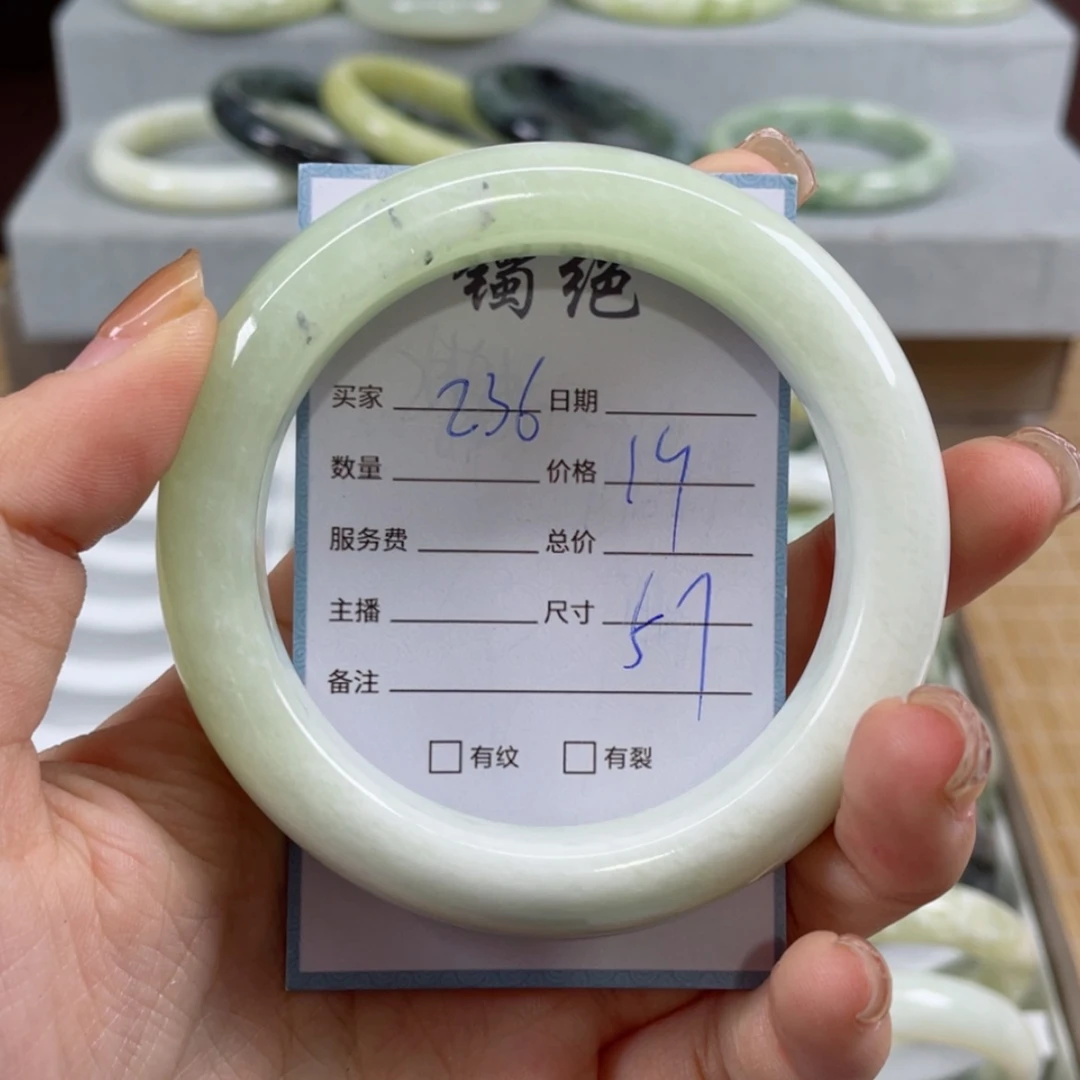 镯绝
买家 236 日期
数量 价格 14
服务费 总价
主播 尺寸 57
备注
□ 有纹 □ 有裂